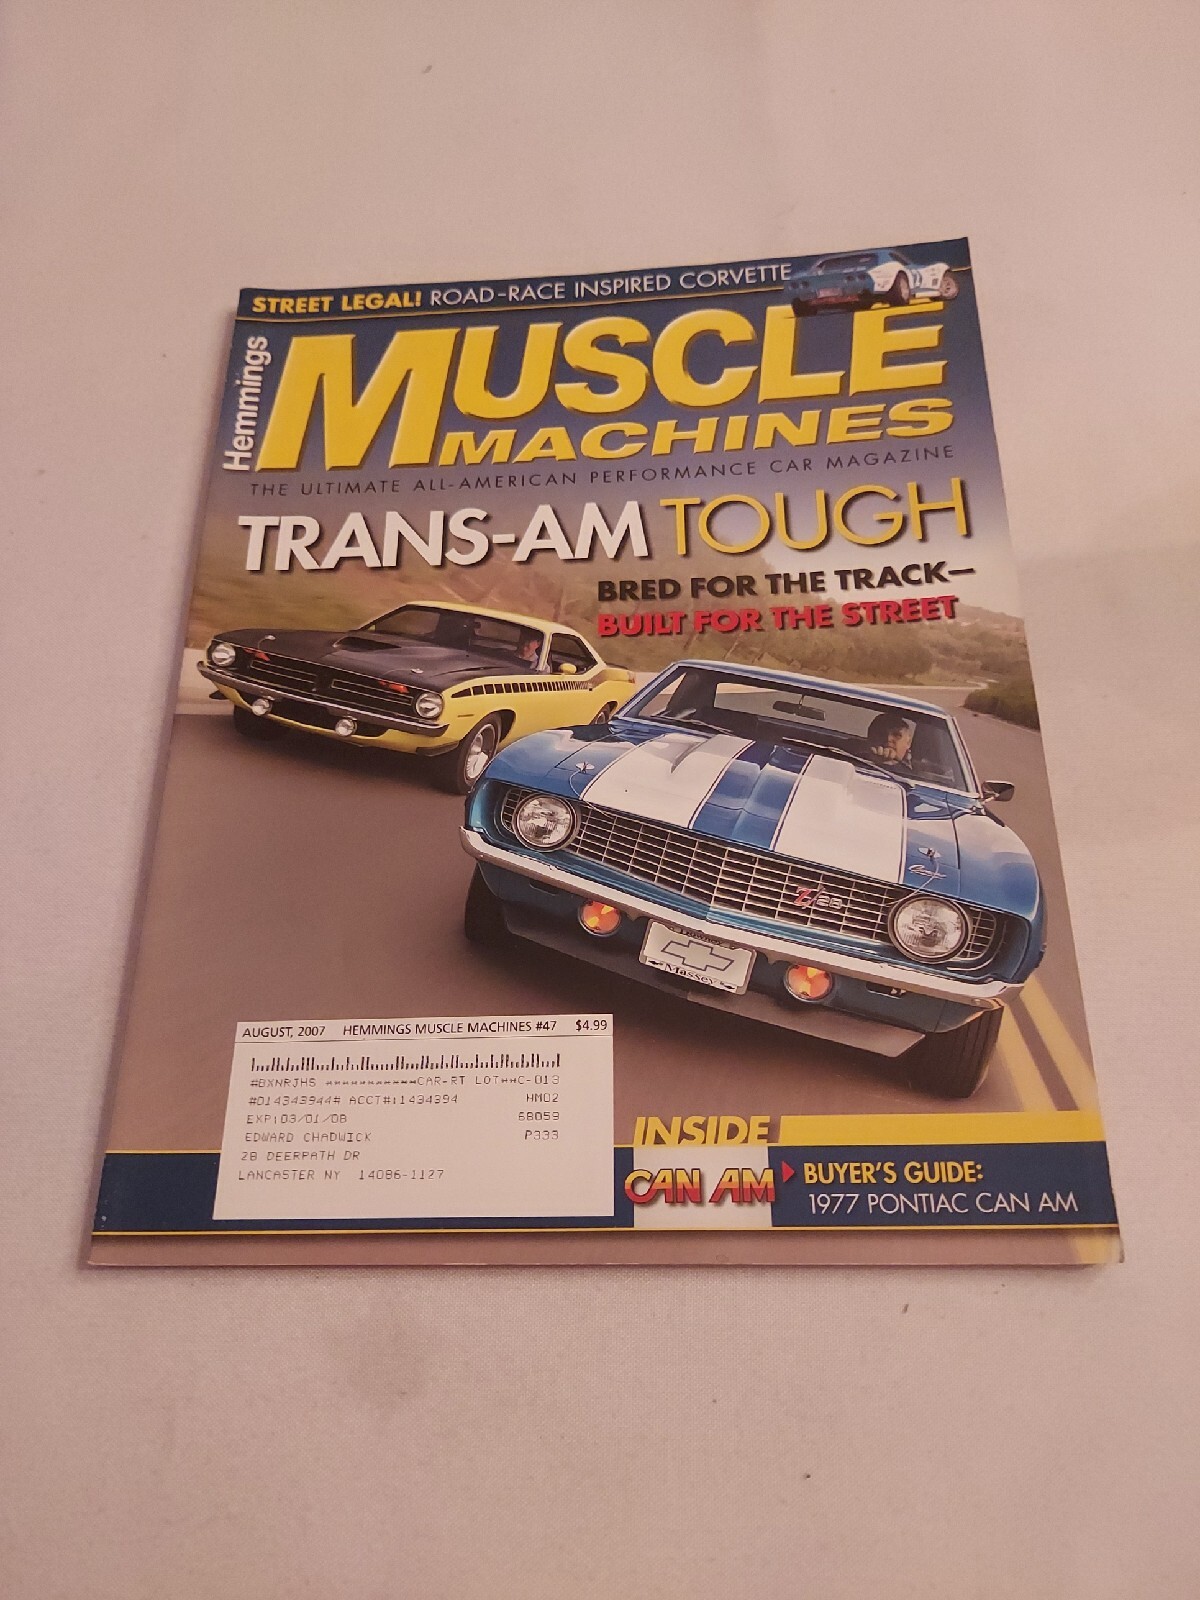 STREET LEGAL! ROAD-RACE INSPIRED CORVETTE
Hemmings
MUSCLE
MACHINES
THE ULTIMATE ALL-AMERICAN PERFORMANCE CAR MAGAZINE
TRANS-AM TOUGH
BRED FOR THE TRACK—
BUILT FOR THE STREET
Camaro
Z/28
Massey
AUGUST, 2007 HEMMINGS MUSCLE MACHINES #47 $4.99
#BXNRJHS ************CAR-RT LOT**C-013
#014343944# ACCT#:1434394 HM02
EXP:03/01/08 68059
EDWARD CHADWICK P333
28 DEERPATH DR
LANCASTER NY 14086-1127
INSIDE
CAN AM
BUYER'S GUIDE:
1977 PONTIAC CAN AM